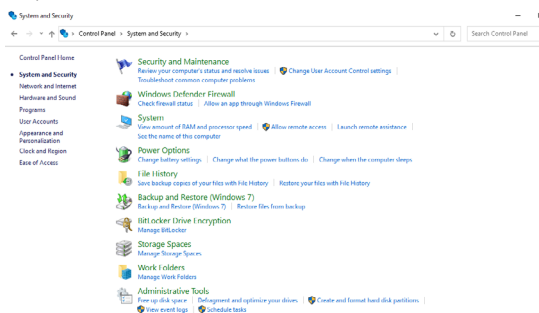 System and Security
Control Panel > System and Security >
Search Control Panel
Control Panel Home
System and Security
Network and Internet
Hardware and Sound
Programs
User Accounts
Appearance and
Personalization
Clock and Region
Ease of Access
Security and Maintenance
Review your computer's status and resolve issues | Change User Account Control settings |
Troubleshoot common computer problems
Windows Defender Firewall
Check firewall status | Allow an app through Windows Firewall
System
View amount of RAM and processor speed | Allow remote access | Launch remote assistance |
See the name of this computer
Power Options
Change battery settings | Change what the power buttons do | Change when the computer sleeps
File History
Save backup copies of your files with File History | Restore your files with File History
Backup and Restore (Windows 7)
Backup and Restore (Windows 7) | Restore files from backup
BitLocker Drive Encryption
Manage BitLocker
Storage Spaces
Manage Storage Spaces
Work Folders
Manage Work Folders
Administrative Tools
Free up disk space | Defragment and optimize your drives | Create and format hard disk partitions |
View event logs | Schedule tasks